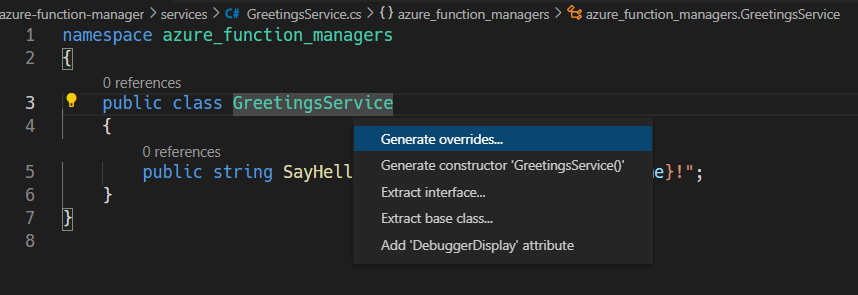 azure-function-manager > services > C# GreetingsService.cs > {} azure_function_managers > azure_function_managers.GreetingsService
1 namespace azure_function_managers
2 {
0 references
3 public class GreetingsService
4 {
0 references
5 public string SayHell e}!";
6 }
7 }
8
Generate overrides...
Generate constructor 'GreetingsService()'
Extract interface...
Extract base class...
Add 'DebuggerDisplay' attribute